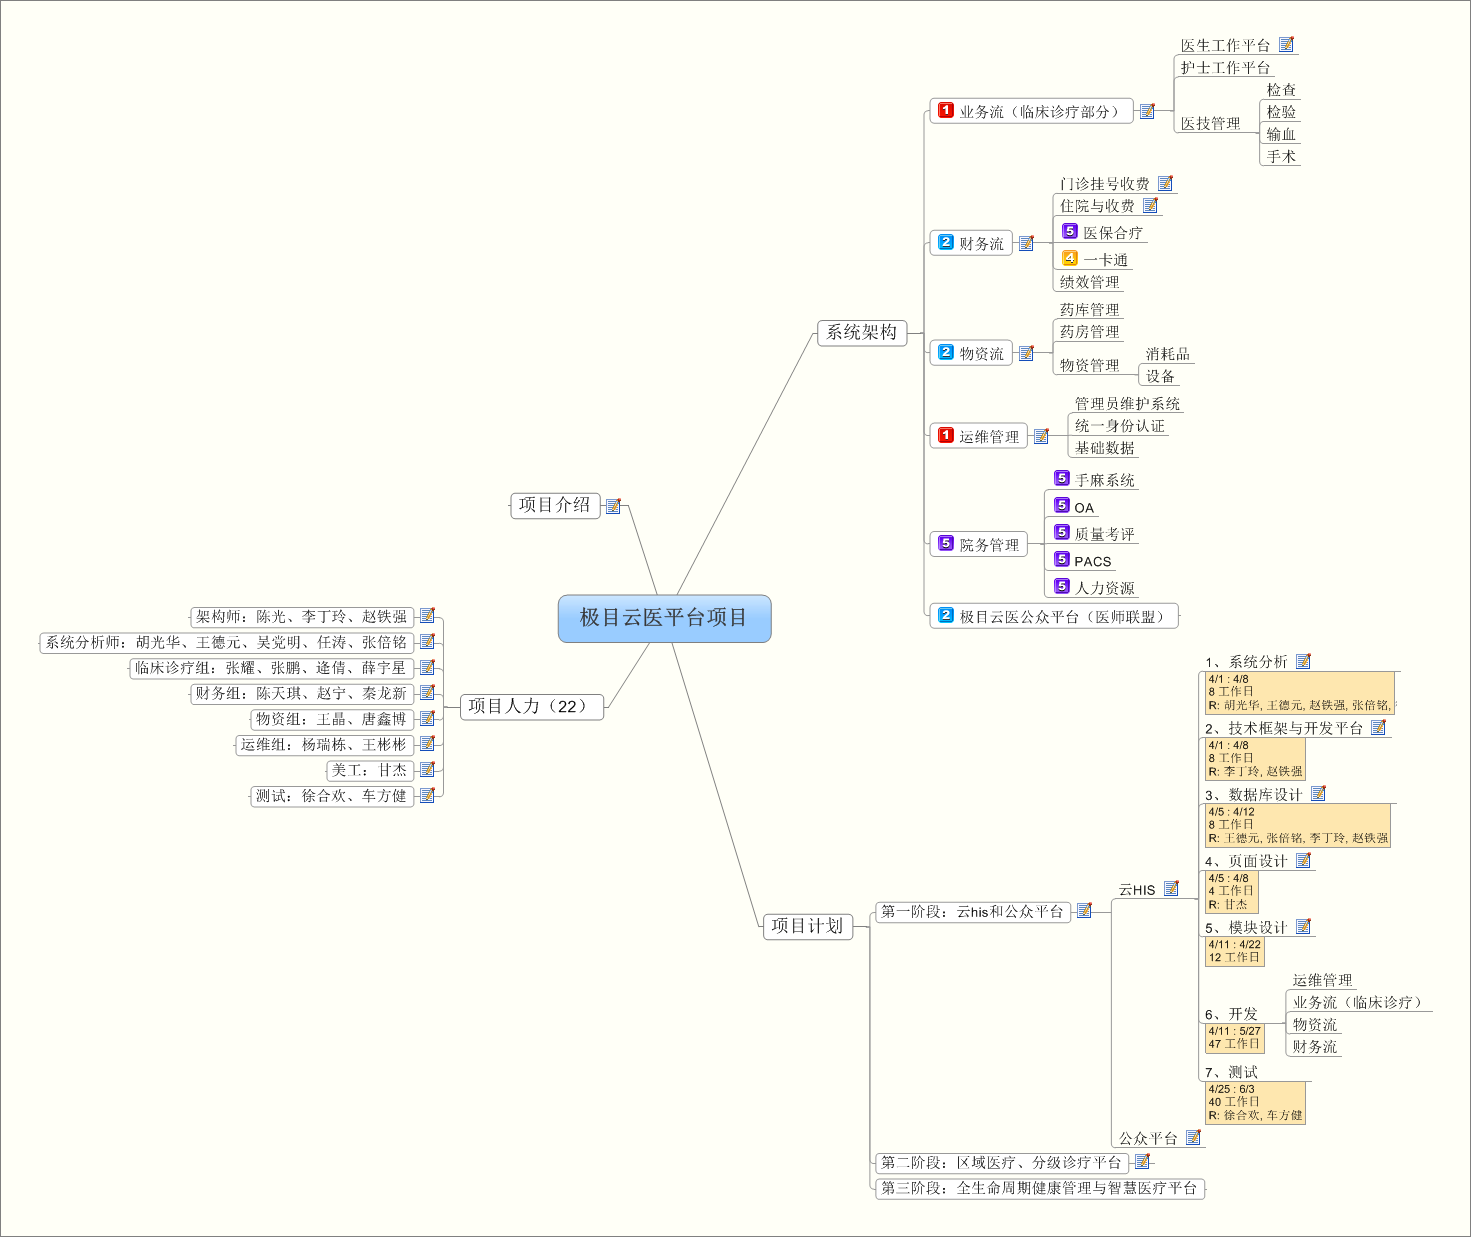 极目云医平台项目
项目介绍
项目人力（22）
架构师：陈光、李丁玲、赵铁强
系统分析师：胡光华、王德元、吴党明、任涛、张倍铭
临床诊疗组：张耀、张鹏、逄倩、薛宇星
财务组：陈天琪、赵宁、秦龙新
物资组：王晶、唐鑫博
运维组：杨瑞栋、王彬彬
美工：甘杰
测试：徐合欢、车方健
系统架构
1 业务流（临床诊疗部分）
医生工作平台
护士工作平台
医技管理
检查
检验
输血
手术
2 财务流
门诊挂号收费
住院与收费
5 医保合疗
4 一卡通
绩效管理
2 物资流
药库管理
药房管理
物资管理
消耗品
设备
1 运维管理
管理员维护系统
统一身份认证
基础数据
5 院务管理
5 手麻系统
5 OA
5 质量考评
5 PACS
5 人力资源
2 极目云医公众平台（医师联盟）
项目计划
第一阶段：云his和公众平台
云HIS
1、系统分析
4/1 : 4/8
8 工作日
R: 胡光华, 王德元, 赵铁强, 张倍铭,
2、技术框架与开发平台
4/1 : 4/8
8 工作日
R: 李丁玲, 赵铁强
3、数据库设计
4/5 : 4/12
8 工作日
R: 王德元, 张倍铭, 李丁玲, 赵铁强
4、页面设计
4/5 : 4/8
4 工作日
R: 甘杰
5、模块设计
4/11 : 4/22
12 工作日
6、开发
4/11 : 5/27
47 工作日
运维管理
业务流（临床诊疗）
物资流
财务流
7、测试
4/25 : 6/3
40 工作日
R: 徐合欢, 车方健
公众平台
第二阶段：区域医疗、分级诊疗平台
第三阶段：全生命周期健康管理与智慧医疗平台